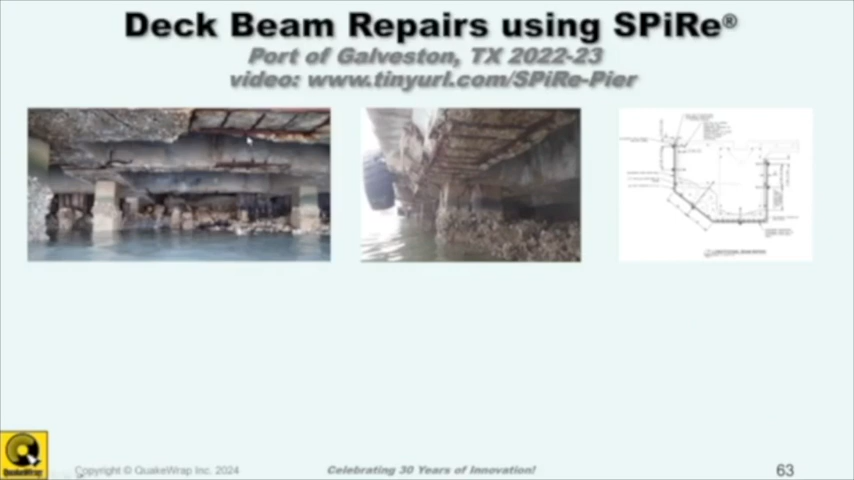 Deck Beam Repairs using SPiRe®
Port of Galveston, TX 2022-23
video: www.tinyurl.com/SPiRe-Pier
QuakeWrap
Copyright © QuakeWrap Inc. 2024
Celebrating 30 Years of Innovation!
63